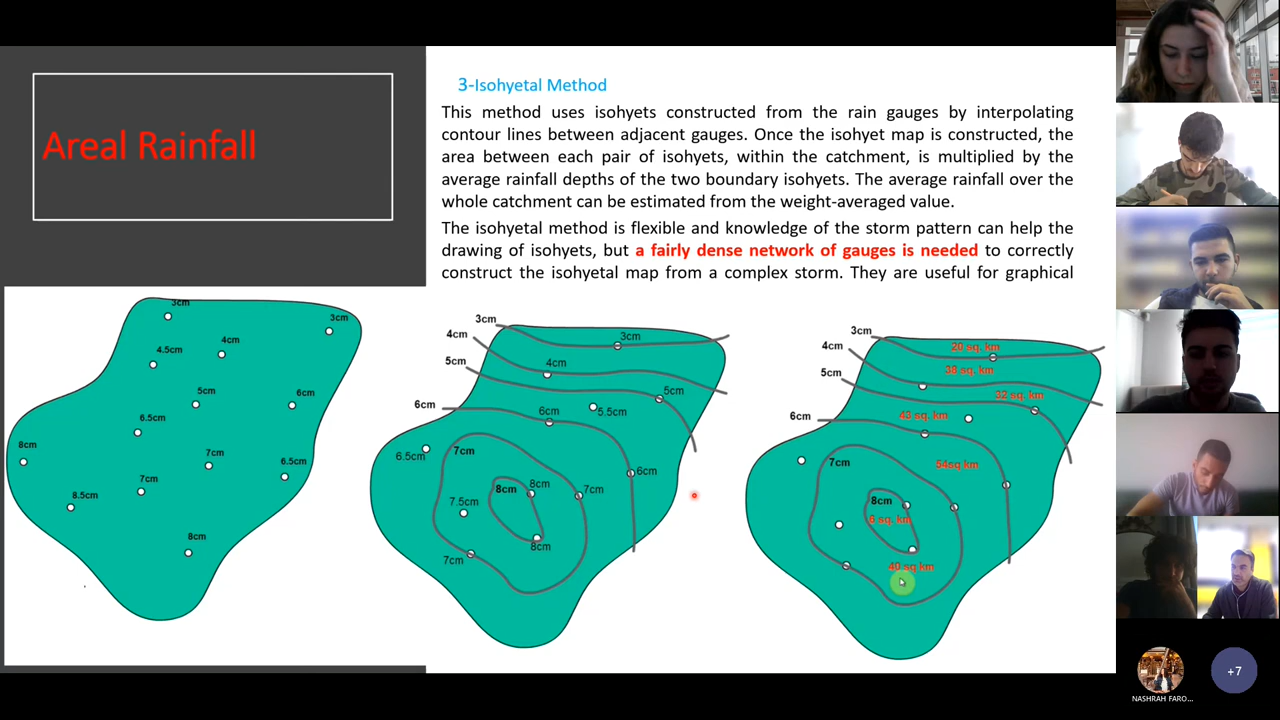 Areal Rainfall
3-Isohyetal Method
This method uses isohyets constructed from the rain gauges by interpolating
contour lines between adjacent gauges. Once the isohyet map is constructed, the
area between each pair of isohyets, within the catchment, is multiplied by the
average rainfall depths of the two boundary isohyets. The average rainfall over the
whole catchment can be estimated from the weight-averaged value.
The isohyetal method is flexible and knowledge of the storm pattern can help the
drawing of isohyets, but a fairly dense network of gauges is needed to correctly
construct the isohyetal map from a complex storm. They are useful for graphical
3cm
3cm
4.5cm
4cm
5cm
6cm
6.5cm
8cm
7cm
6.5cm
7cm
8.5cm
8cm
3cm
4cm
3cm
5cm
4cm
5cm
6cm
6cm
5.5cm
6.5cm
7cm
6cm
8cm
8cm
7cm
7.5cm
8cm
7cm
3cm
4cm
20 sq. km
5cm
38 sq. km
32 sq. km
6cm
43 sq. km
7cm
54sq km
8cm
6 sq. km
40 sq km
+7
NASHRAH FARO...